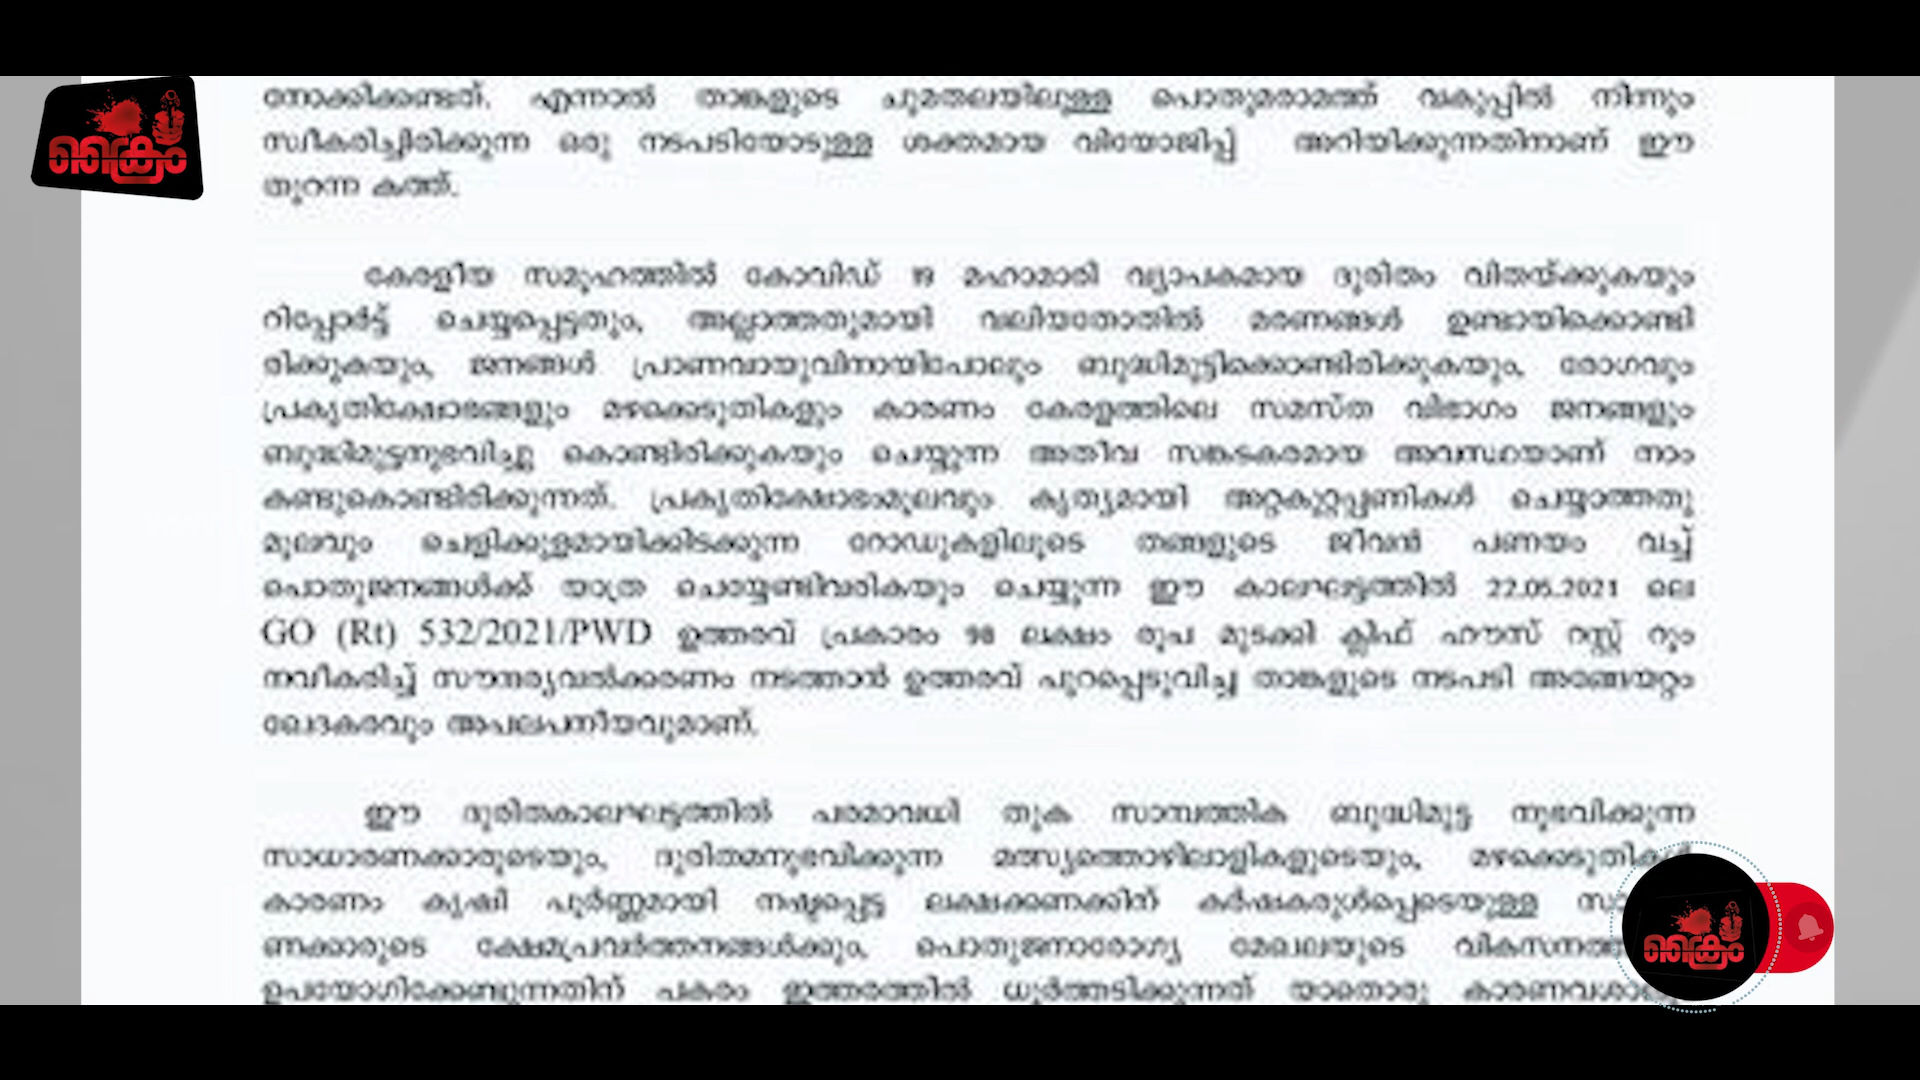 നോക്കിക്കണ്ടത്. എന്നാൽ താങ്കളുടെ ചുമതലയിലുള്ള പൊതുമരാമത്ത് വകുപ്പിൽ നിന്നും
സ്വീകരിച്ചിരിക്കുന്ന ഒരു നടപടിയോടുള്ള ശക്തമായ വിയോജിപ്പ് അറിയിക്കുന്നതിനാണ് ഈ
തുറന്ന കത്ത്.
കേരളീയ സമൂഹത്തിൽ കോവിഡ് 19 മഹാമാരി വ്യാപകമായ ദുരിതം വിതയ്ക്കുകയും
റിപ്പോർട്ട് ചെയ്യപ്പെട്ടതും, അല്ലാത്തതുമായി വലിയതോതിൽ മരണങ്ങൾ ഉണ്ടായിക്കൊണ്ടി
രിക്കുകയും, ജനങ്ങൾ പ്രാണവായുവിനായിപോലും ബുദ്ധിമുട്ടിക്കൊണ്ടിരിക്കുകയും, രോഗവും
പ്രകൃതിക്ഷോഭങ്ങളും മഴക്കെടുതികളും കാരണം കേരളത്തിലെ സമസ്ത വിഭാഗം ജനങ്ങളും
ബുദ്ധിമുട്ടനുഭവിച്ചു കൊണ്ടിരിക്കുകയും ചെയ്യുന്ന അതീവ സങ്കടകരമായ അവസ്ഥയാണ് നാം
കണ്ടുകൊണ്ടിരിക്കുന്നത്. പ്രകൃതിക്ഷോഭംമൂലവും കൃത്യമായി അറ്റകുറ്റപ്പണികൾ ചെയ്യാത്തതു
മൂലവും ചെളിക്കുളമായിക്കിടക്കുന്ന റോഡുകളിലൂടെ തങ്ങളുടെ ജീവൻ പണയം വച്ച്
പൊതുജനങ്ങൾക്ക് യാത്ര ചെയ്യേണ്ടിവരികയും ചെയ്യുന്ന ഈ കാലഘട്ടത്തിൽ 22.05.2021 ലെ
GO (Rt) 532/2021/PWD ഉത്തരവ് പ്രകാരം 98 ലക്ഷം രൂപ മുടക്കി ക്ലിഫ് ഹൗസ് റസ്റ്റ് റൂം
നവീകരിച്ച് സൗന്ദര്യവൽക്കരണം നടത്താൻ ഉത്തരവ് പുറപ്പെടുവിച്ച താങ്കളുടെ നടപടി അങ്ങേയറ്റം
ഖേദകരവും അപലപനീയവുമാണ്.
ഈ ദുരിതകാലഘട്ടത്തിൽ പരമാവധി തുക സാമ്പത്തിക ബുദ്ധിമുട്ട നുഭവിക്കുന്ന
സാധാരണക്കാരുടെയും, ദുരിതമനുഭവിക്കുന്ന മത്സ്യത്തൊഴിലാളികളുടെയും, മഴക്കെടുതികൾ
കാരണം കൃഷി പൂർണ്ണമായി നഷ്ടപ്പെട്ട ലക്ഷക്കണക്കിന് കർഷകരുൾപ്പെടെയുള്ള
ണക്കാരുടെ ക്ഷേമപ്രവർത്തനങ്ങൾക്കും, പൊതുജനാരോഗ്യ മേഖലയുടെ
ഉപയോഗിക്കേണ്ടുന്നതിന് പകരം ഇത്തരത്തിൽ ധൂർത്തടിക്കുന്നത് യാതൊരു
ക്രൈം
ക്രൈം